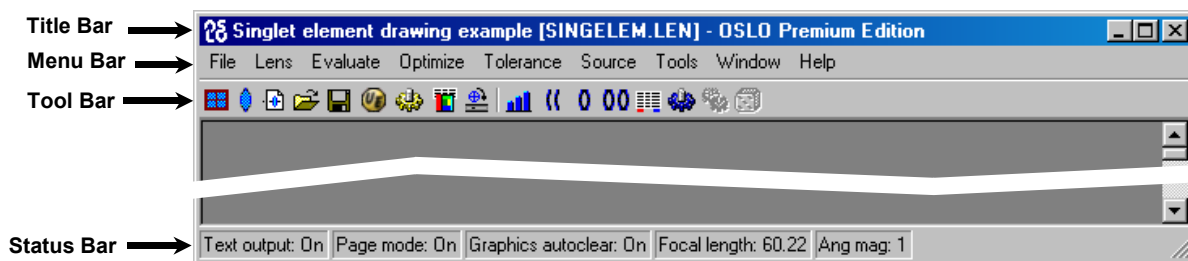 Title Bar
Singlet element drawing example [SINGELEM.LEN] - OSLO Premium Edition
Menu Bar
File Lens Evaluate Optimize Tolerance Source Tools Window Help
Tool Bar
Status Bar
Text output: On Page mode: On Graphics autoclear: On Focal length: 60.22 Ang mag: 1